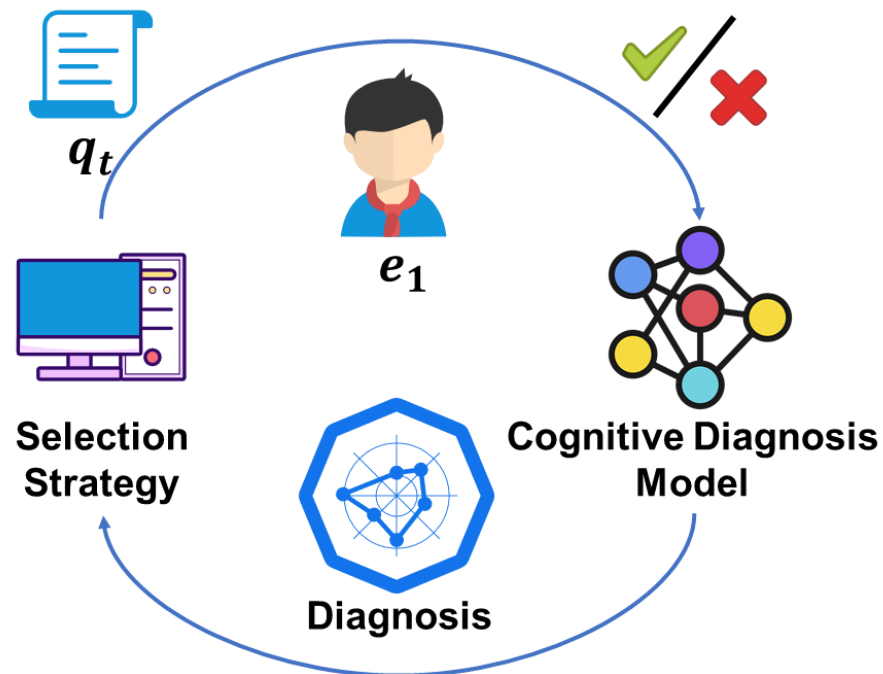 q_t
e_1
Selection
Strategy
Cognitive Diagnosis
Model
Diagnosis